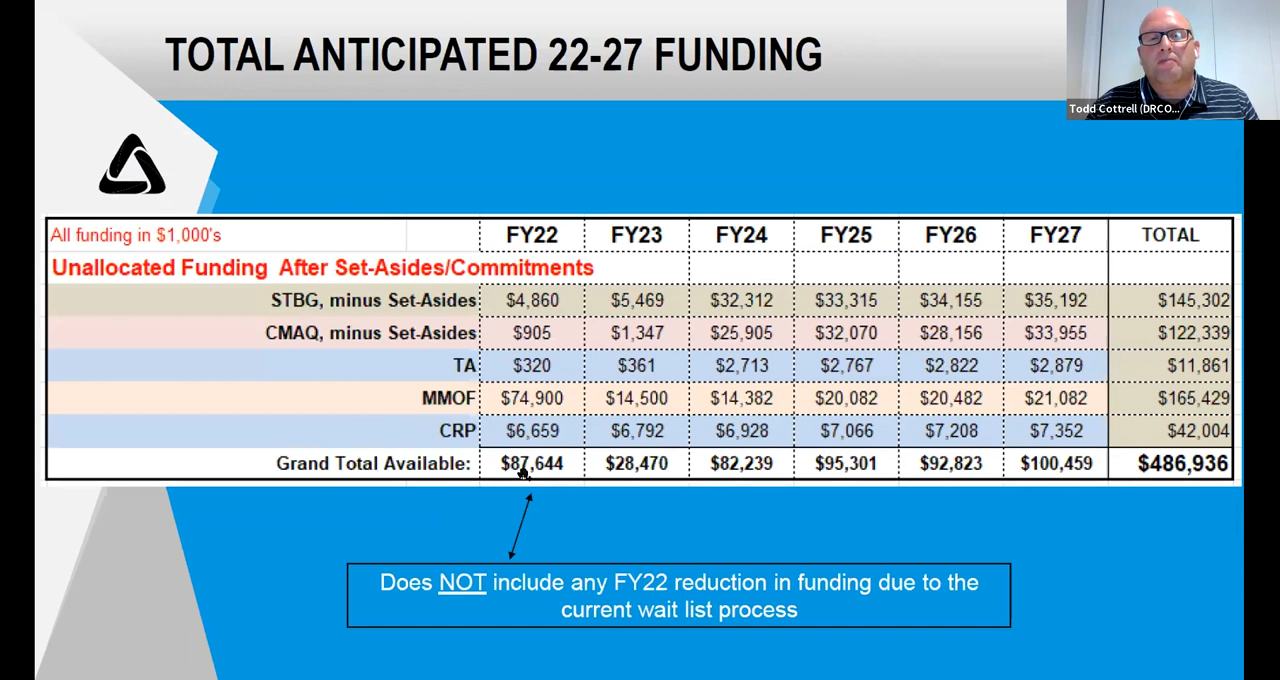 TOTAL ANTICIPATED 22-27 FUNDING
Todd Cottrell (DRCO...
All funding in $1,000's FY22 FY23 FY24 FY25 FY26 FY27 TOTAL
Unallocated Funding After Set-Asides/Commitments
STBG, minus Set-Asides $4,860 $5,469 $32,312 $33,315 $34,155 $35,192 $145,302
CMAQ, minus Set-Asides $905 $1,347 $25,905 $32,070 $28,156 $33,955 $122,339
TA $320 $361 $2,713 $2,767 $2,822 $2,879 $11,861
MMOF $74,900 $14,500 $14,382 $20,082 $20,482 $21,082 $165,429
CRP $6,659 $6,792 $6,928 $7,066 $7,208 $7,352 $42,004
Grand Total Available: $87,644 $28,470 $82,239 $95,301 $92,823 $100,459 $486,936
Does NOT include any FY22 reduction in funding due to the
current wait list process